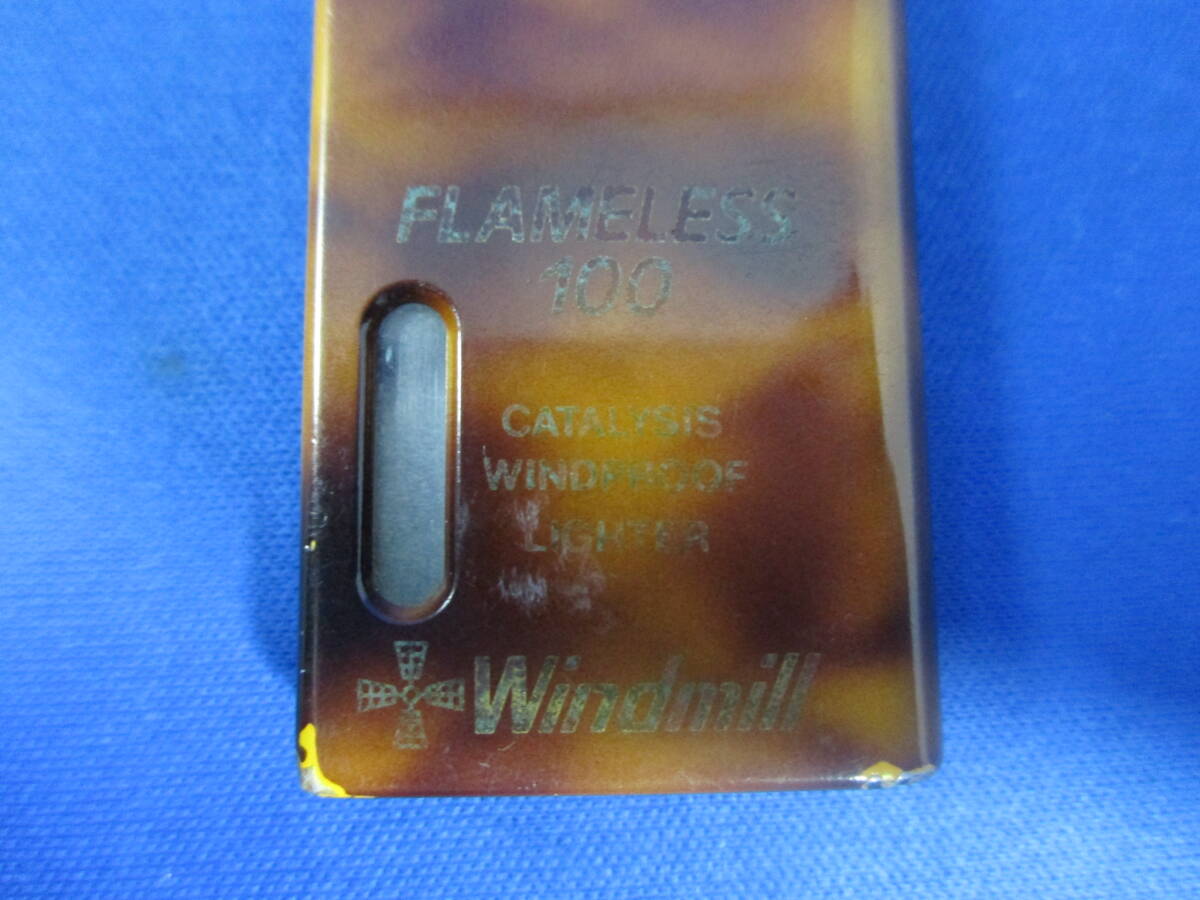 FLAMELESS
100
CATALYSIS
WINDPROOF
LIGHTER
Windmill